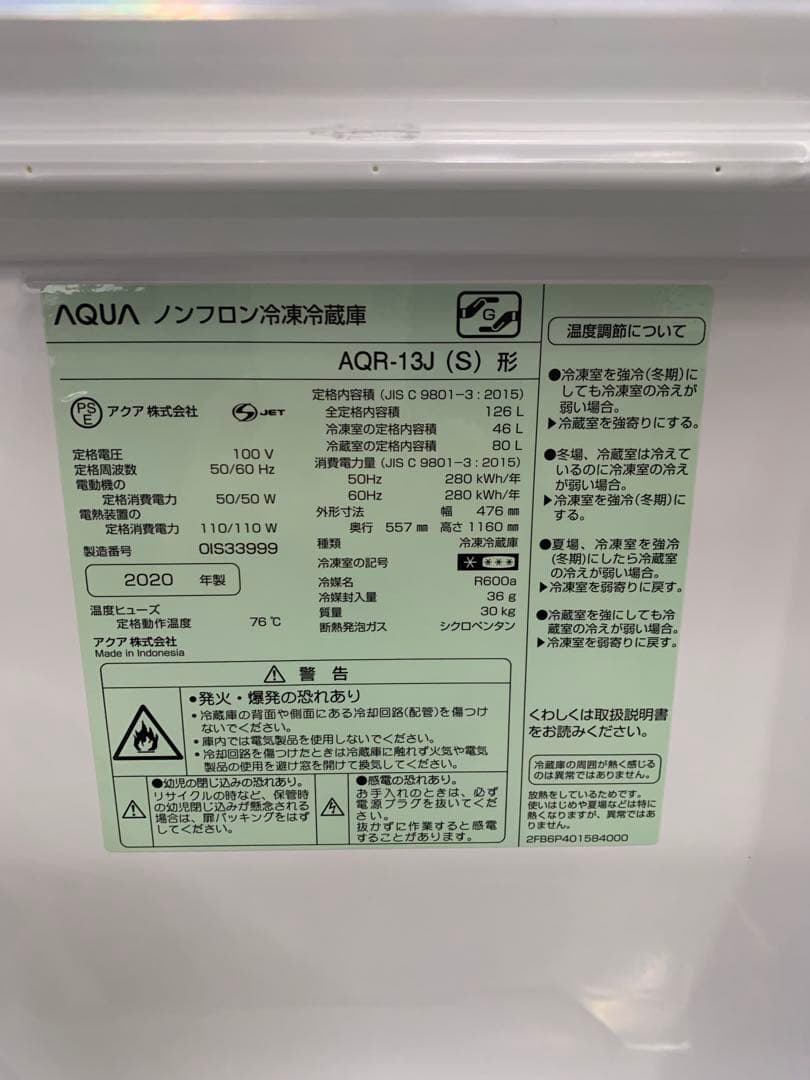 AQUA ノンフロン冷凍冷蔵庫
G
AQR-13J（S）形
PSE アクア 株式会社 S JET
定格電圧 100 V
定格周波数 50/60 Hz
電動機の
定格消費電力 50/50 W
電熱装置の
定格消費電力 110/110 W
製造番号 OIS33999
2020 年製
温度ヒューズ
定格動作温度 76℃
アクア 株式会社
Made in Indonesia
定格内容積（JIS C 9801-3：2015）
全定格内容積 126 L
冷凍室の定格内容積 46 L
冷蔵室の定格内容積 80 L
消費電力量（JIS C 9801-3：2015）
50Hz 280 kWh/年
60Hz 280 kWh/年
外形寸法 幅 476 ㎜
奥行 557 ㎜ 高さ 1160 ㎜
種類 冷凍冷蔵庫
冷凍室の記号
冷媒名 R600a
冷媒封入量 36 g
質量 30 kg
断熱発泡ガス シクロペンタン
警告
●発火・爆発の恐れあり
・冷蔵庫の背面や側面にある冷却回路(配管)を傷つけ
ないでください。
・庫内では電気製品を使用しないでください。
・冷却回路を傷つけたときは冷蔵庫に触れず火気や電気
製品の使用を避け窓を開けて換気してください。
●幼児の閉じ込みの恐れあり。
リサイクルの時など、保管時
の幼児閉じ込みが懸念される
場合は、扉パッキングをはず
してください。
●感電の恐れあり。
お手入れのときは、必ず
電源プラグを抜いてくだ
さい。
抜かずに作業すると感電
することがあります。
温度調節について
●冷凍室を強冷(冬期)に
しても冷凍室の冷えが
弱い場合。
▶冷蔵室を強寄りにする。
●冬場、冷蔵室は冷えて
いるのに冷凍室の冷え
が弱い場合。
▶冷凍室を強冷(冬期)に
する。
●夏場、冷凍室を強冷
(冬期)にしたら冷蔵室
の冷えが弱い場合。
▶冷凍室を弱寄りに戻す。
●冷蔵室を強にしても冷
蔵室の冷えが弱い場合。
▶冷凍室を弱寄りに戻す。
くわしくは取扱説明書
をお読みください。
冷蔵庫の周囲が熱く感じる
のは異常ではありません。
放熱をしているためです。
使いはじめや夏場などは特に
熱くなりますが、異常ではあ
りません。
2FB6P401584000